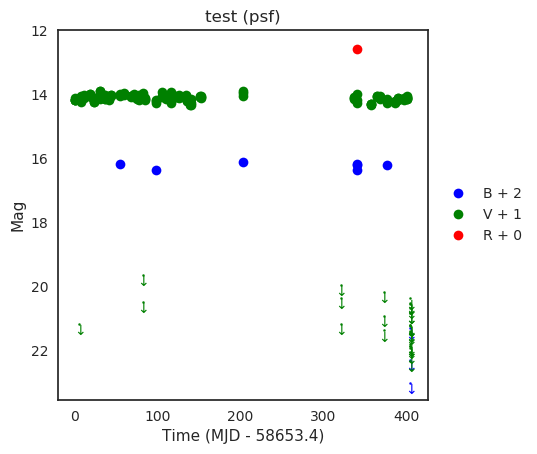 test (psf)
12
14
16
18
20
22
Mag
0
100
200
300
400
Time (MJD - 58653.4)
B + 2
V + 1
R + 0